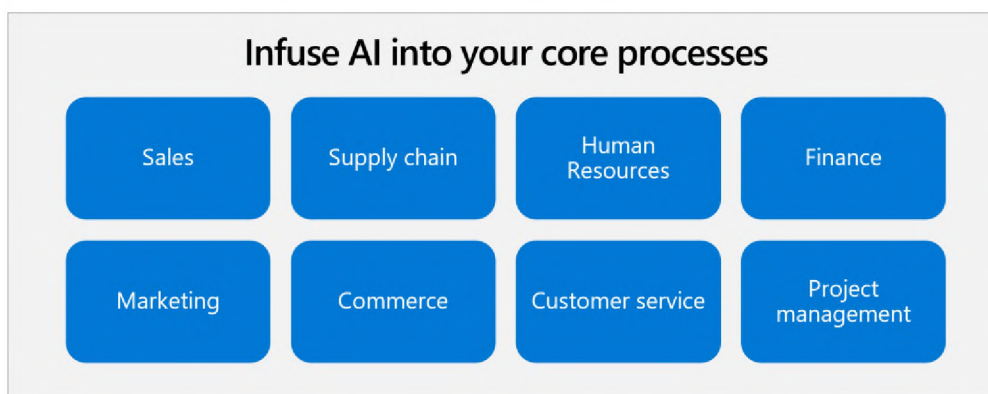 Infuse AI into your core processes
Sales
Supply chain
Human
Resources
Finance
Marketing
Commerce
Customer service
Project
management